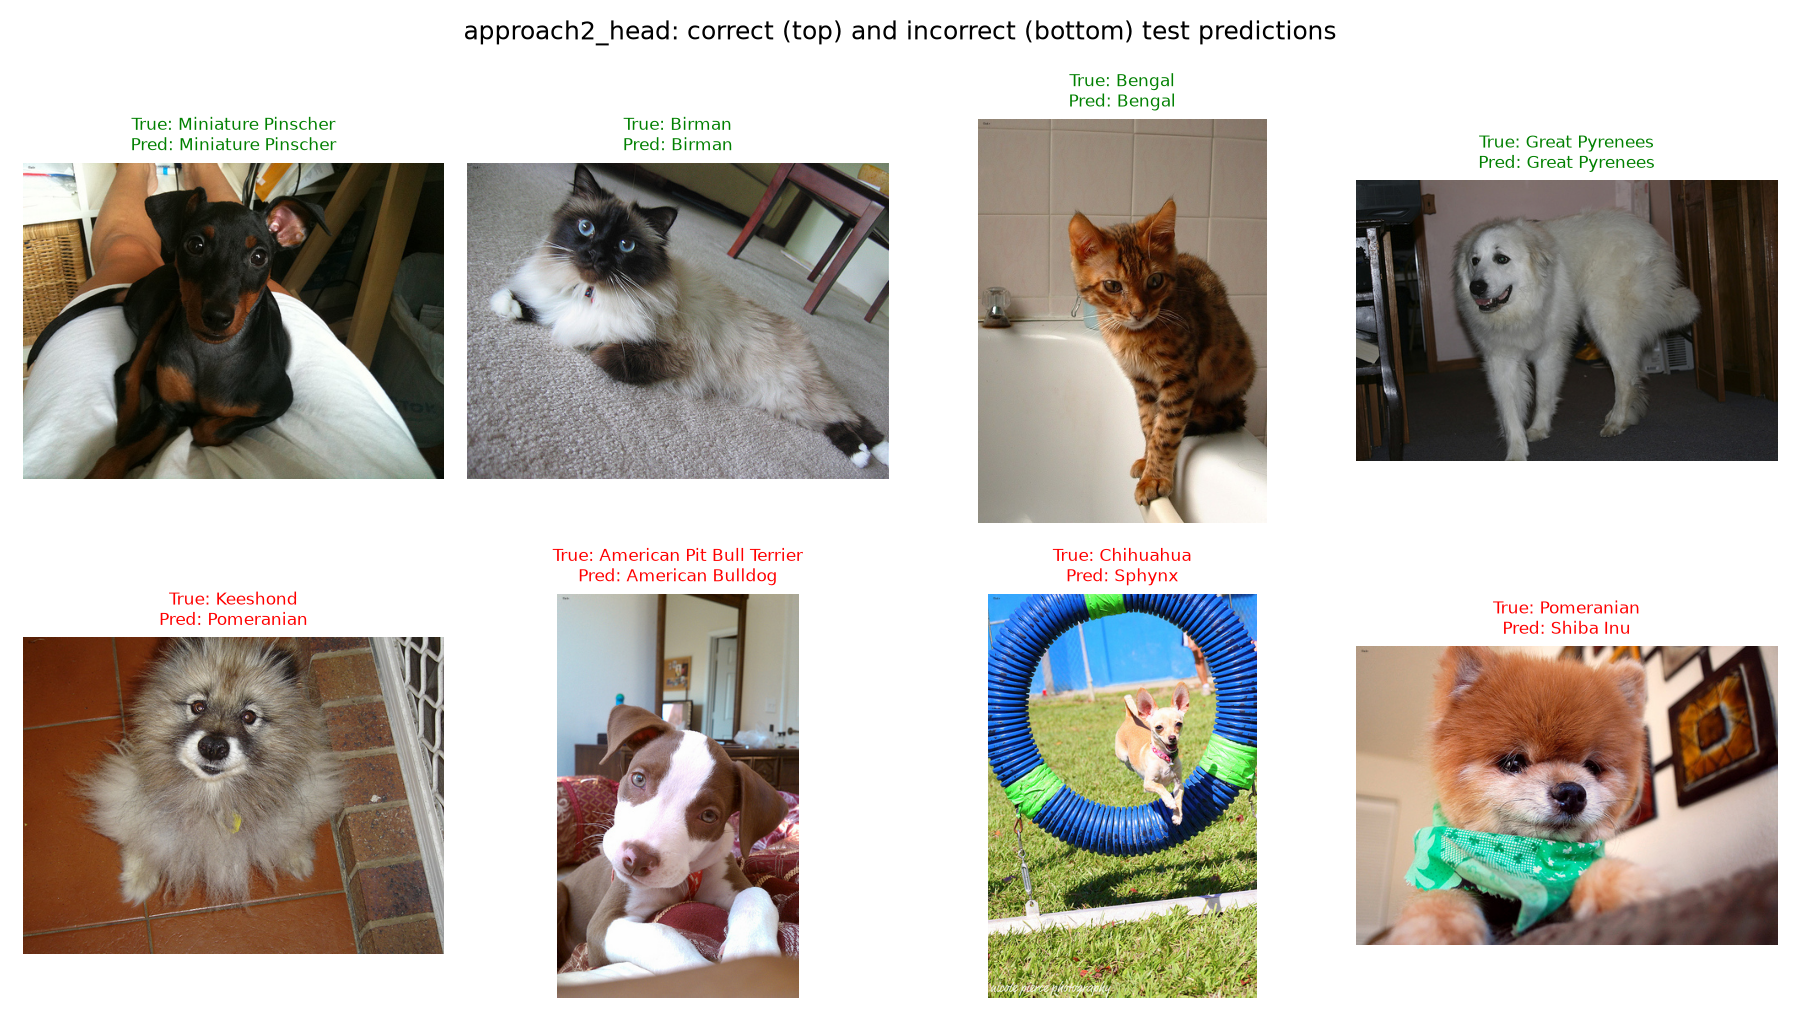 approach2_head: correct (top) and incorrect (bottom) test predictions
True: Miniature Pinscher
Pred: Miniature Pinscher
True: Birman
Pred: Birman
True: Bengal
Pred: Bengal
True: Great Pyrenees
Pred: Great Pyrenees
True: Keeshond
Pred: Pomeranian
True: American Pit Bull Terrier
Pred: American Bulldog
True: Chihuahua
Pred: Sphynx
True: Pomeranian
Pred: Shiba Inu
pierce photography